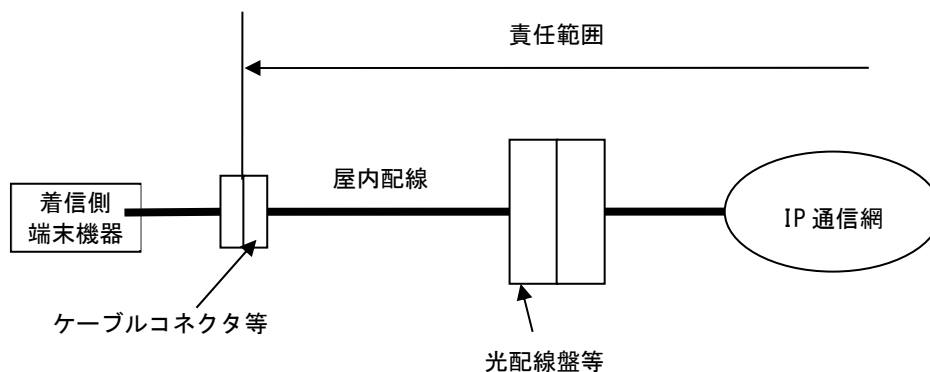 責任範囲
屋内配線
着信側
端末機器
IP 通信網
ケーブルコネクタ等
光配線盤等